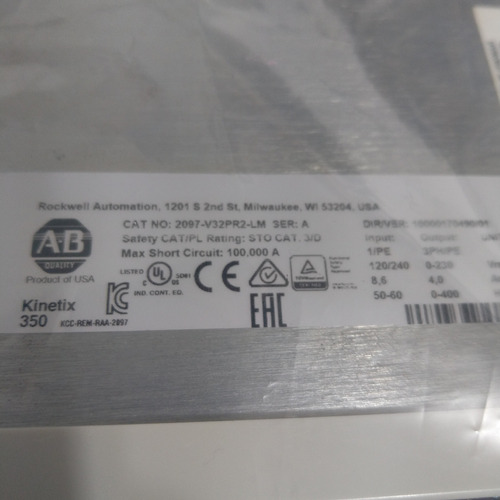 Rockwell Automation, 1201 S 2nd St, Milwaukee, WI 53204, USA
CAT NO: 2097-V32PR2-LM SER: A
Safety CAT/PL Rating: STO CAT. 3/D
Max Short Circuit: 100,000 A
AB
QUALITY
Product of USA
LISTED
UL
US
IND. CONT. EQ.
CE
Kinetix
350
KCC-REM-RAA-2097
EAC
DIR/VER:
Input: Output:
1/PE 3PH/PE
120/240 0-230
8,6 4,0
50-60 0-400